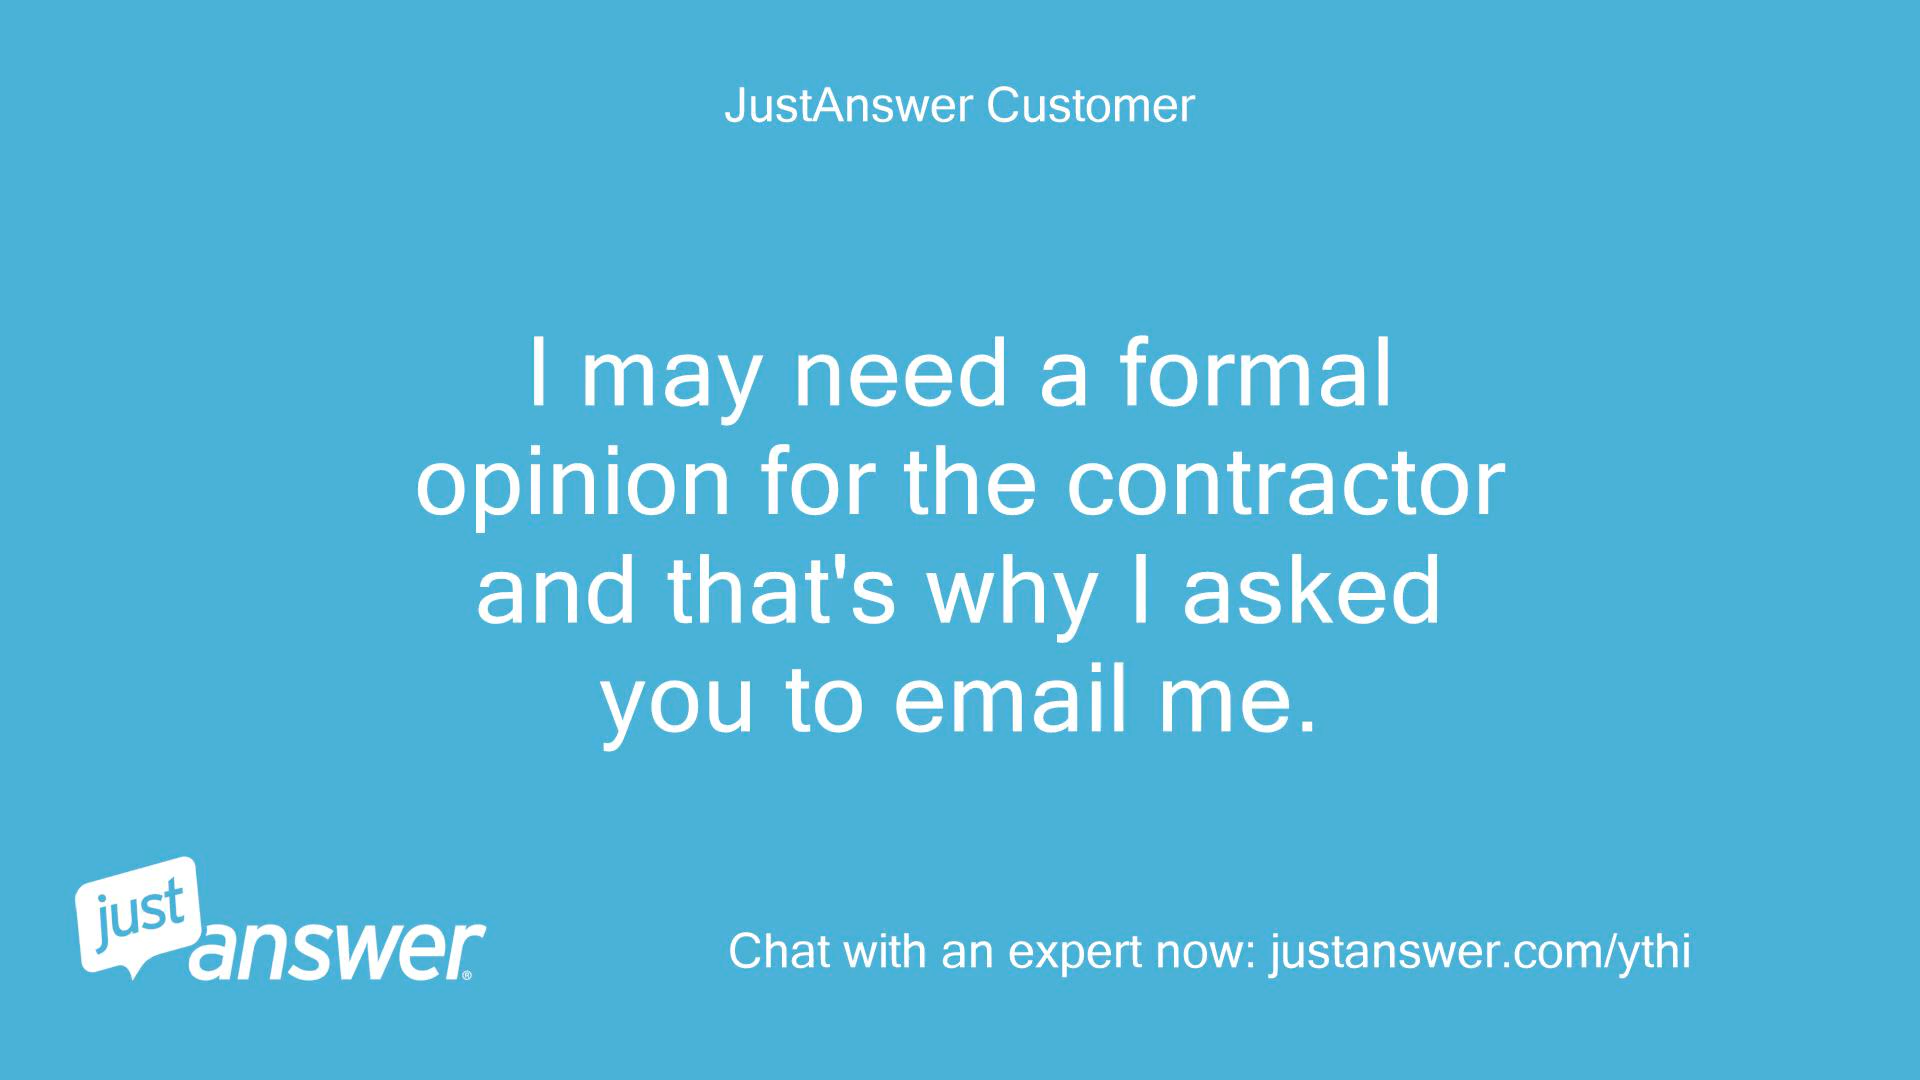 JustAnswer Customer
I may need a formal
opinion for the contractor
and that's why I asked
you to email me.
just
answer®
Chat with an expert now: justanswer.com/ythi